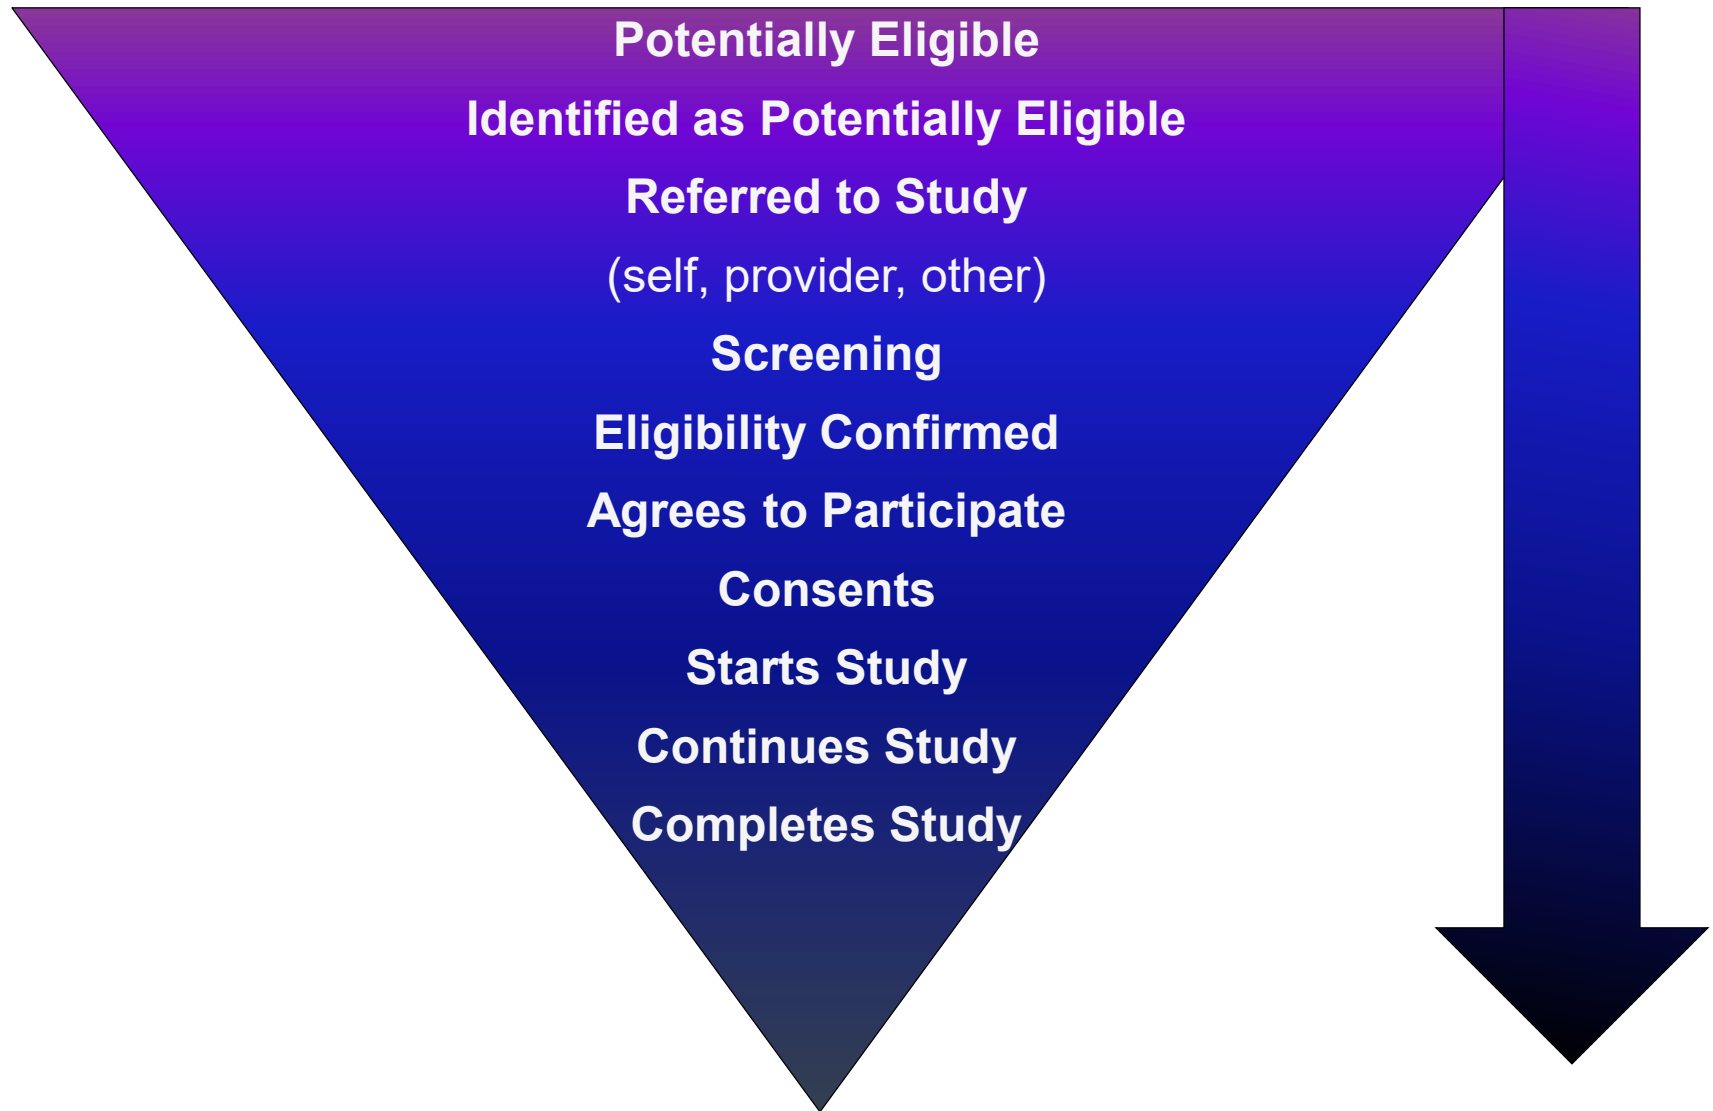 Potentially Eligible
Identified as Potentially Eligible
Referred to Study
(self, provider, other)
Screening
Eligibility Confirmed
Agrees to Participate
Consents
Starts Study
Continues Study
Completes Study